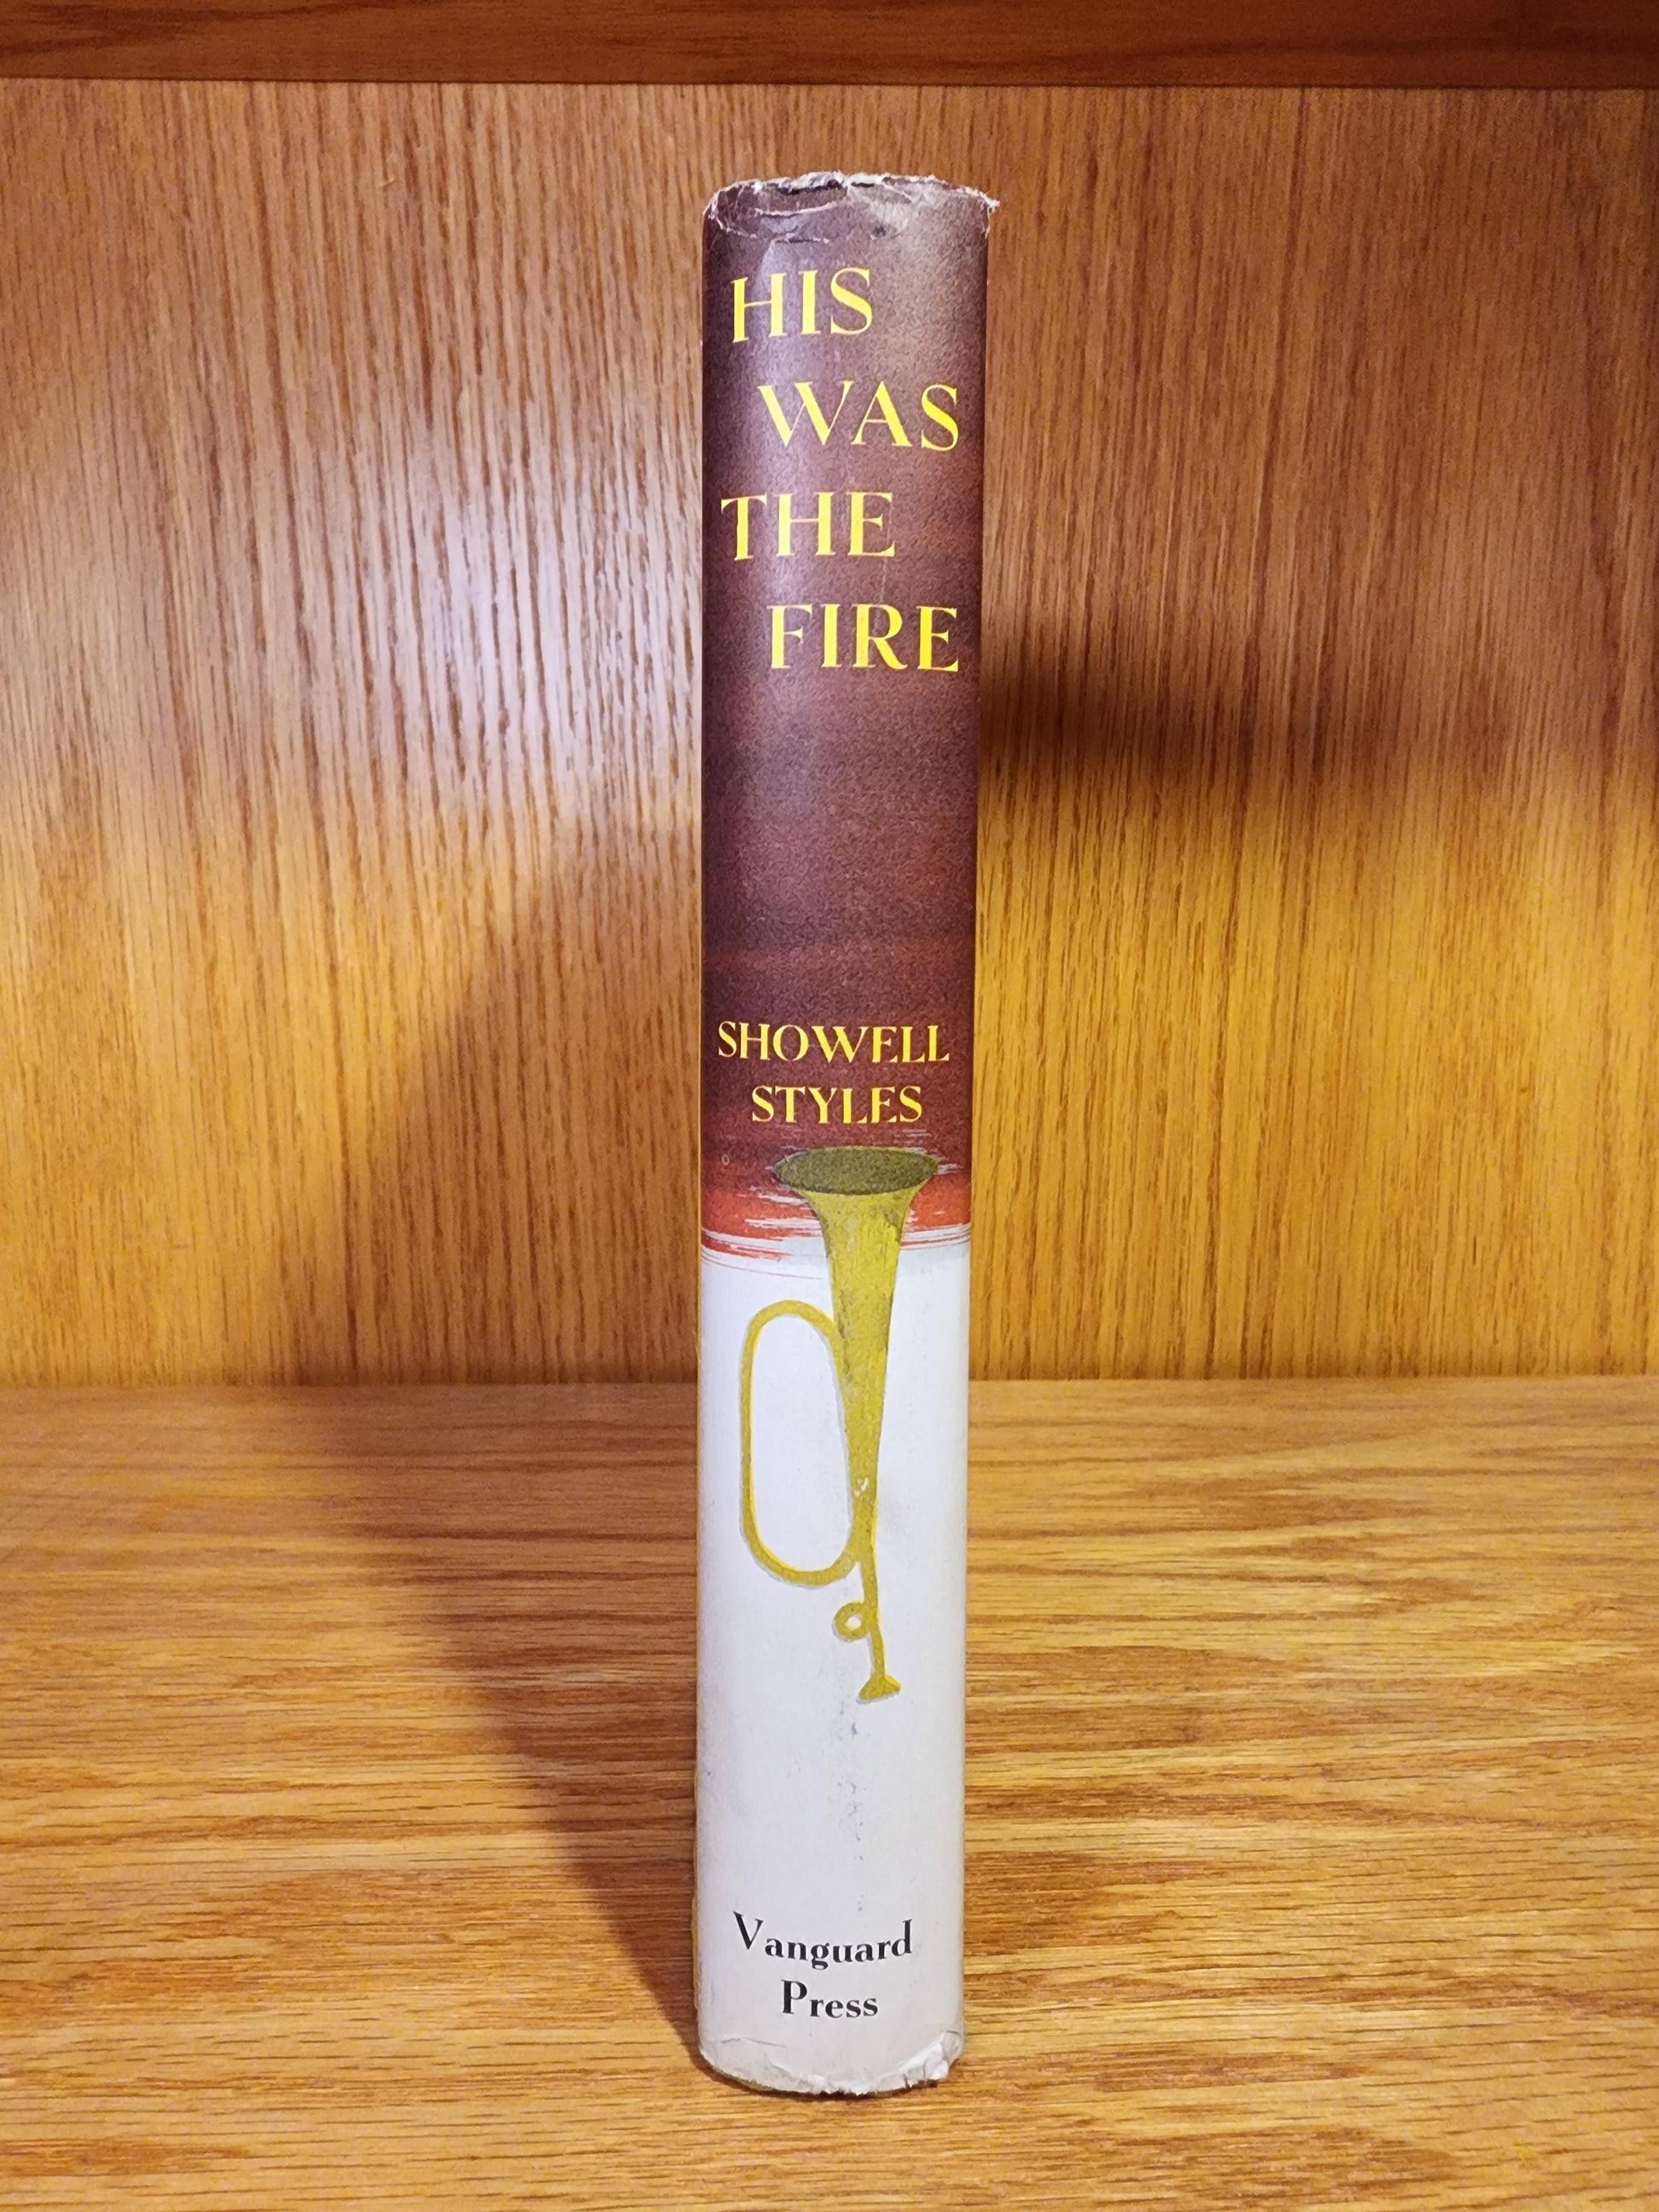 HIS
WAS
THE
FIRE
SHOWELL
STYLES
Vanguard
Press